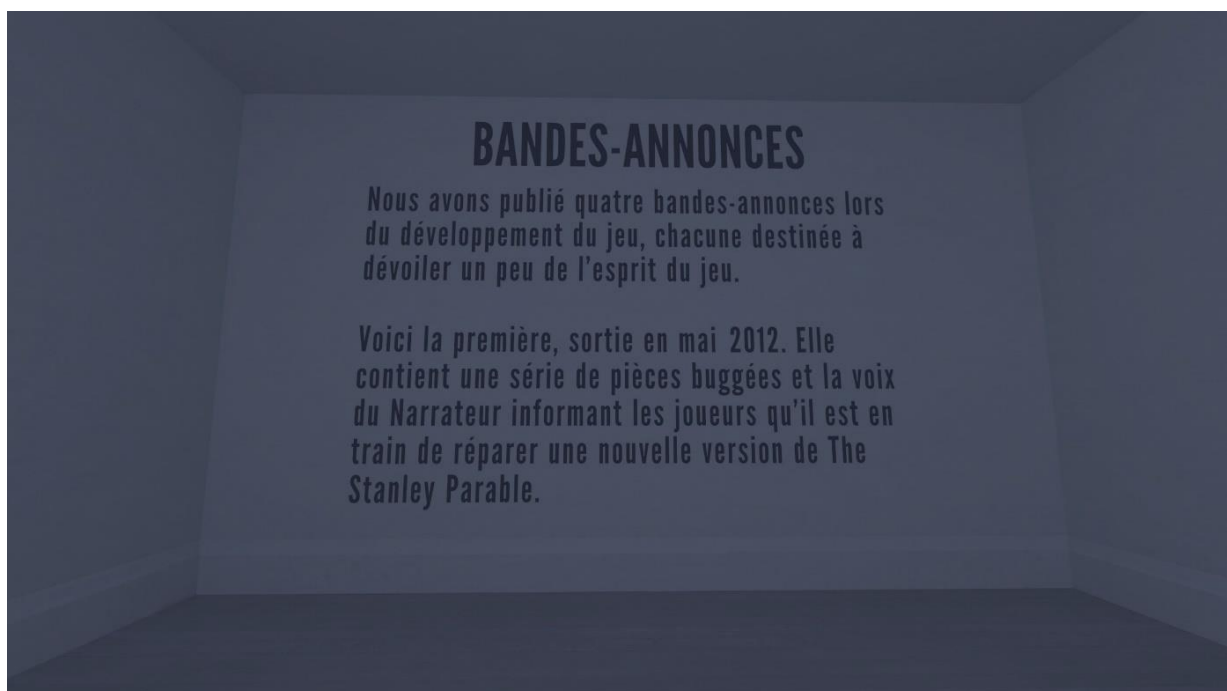 BANDES-ANNONCES
Nous avons publié quatre bandes-annonces lors
du développement du jeu, chacune destinée à
dévoiler un peu de l'esprit du jeu.
Voici la première, sortie en mai 2012. Elle
contient une série de pièces buggées et la voix
du Narrateur informant les joueurs qu'il est en
train de réparer une nouvelle version de The
Stanley Parable.